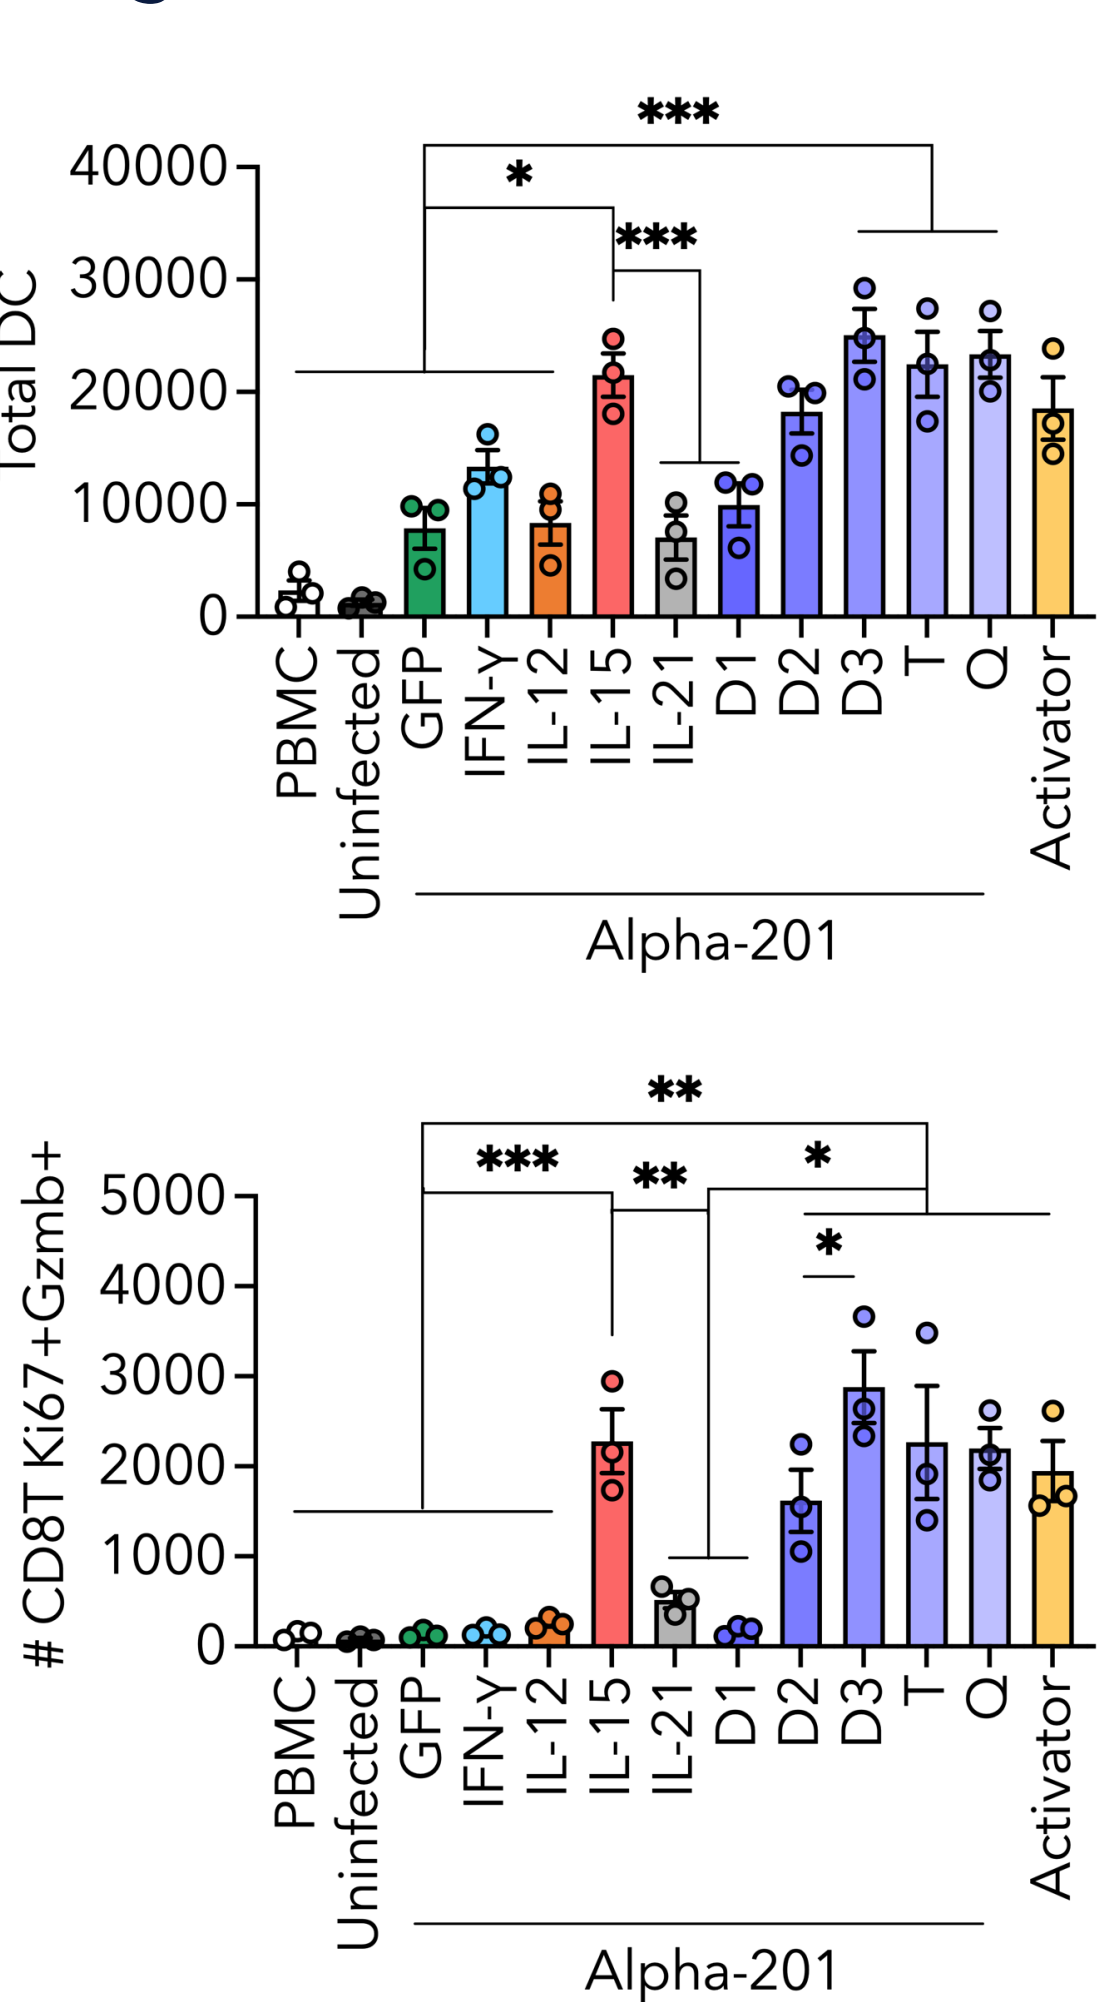 ***
*
***
Total DC
40000
30000
20000
10000
0
PBMC
Uninfected
GFP
IFN-γ
IL-12
IL-15
IL-21
D1
D2
D3
T
Q
Activator
Alpha-201
**
***
**
*
*
# CD8T Ki67+Gzmb+
5000
4000
3000
2000
1000
0
PBMC
Uninfected
GFP
IFN-γ
IL-12
IL-15
IL-21
D1
D2
D3
T
Q
Activator
Alpha-201